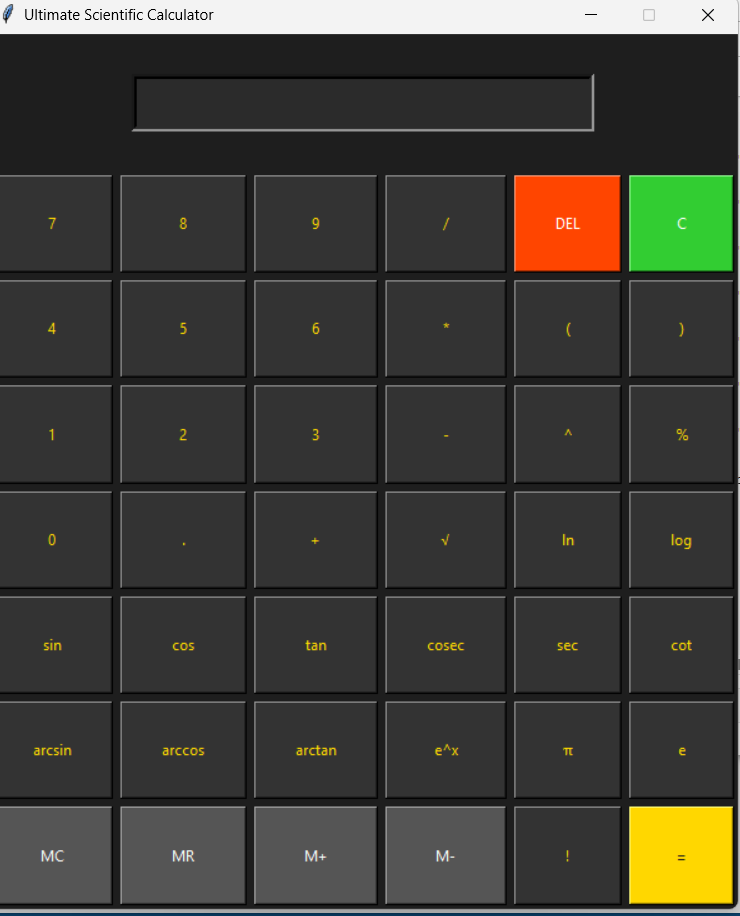 Ultimate Scientific Calculator
7 8 9 / DEL C
4 5 6 * ( )
1 2 3 - ^ %
0 . + √ ln log
sin cos tan cosec sec cot
arcsin arccos arctan e^x π e
MC MR M+ M- ! =